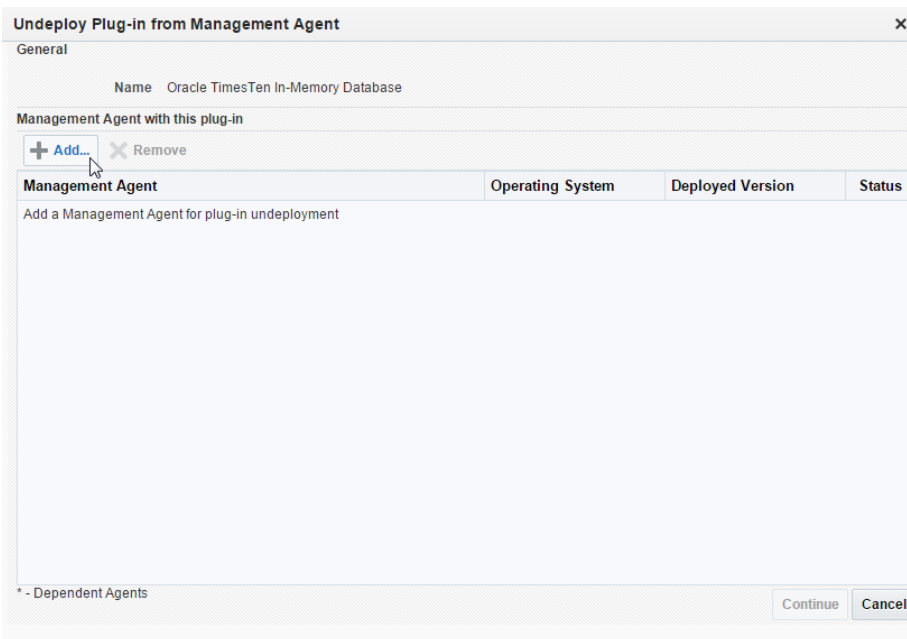 Undeploy Plug-in from Management Agent
General
Name Oracle TimesTen In-Memory Database
Management Agent with this plug-in
Add... Remove
Management Agent Operating System Deployed Version Status
Add a Management Agent for plug-in undeployment
* - Dependent Agents
Continue Cancel